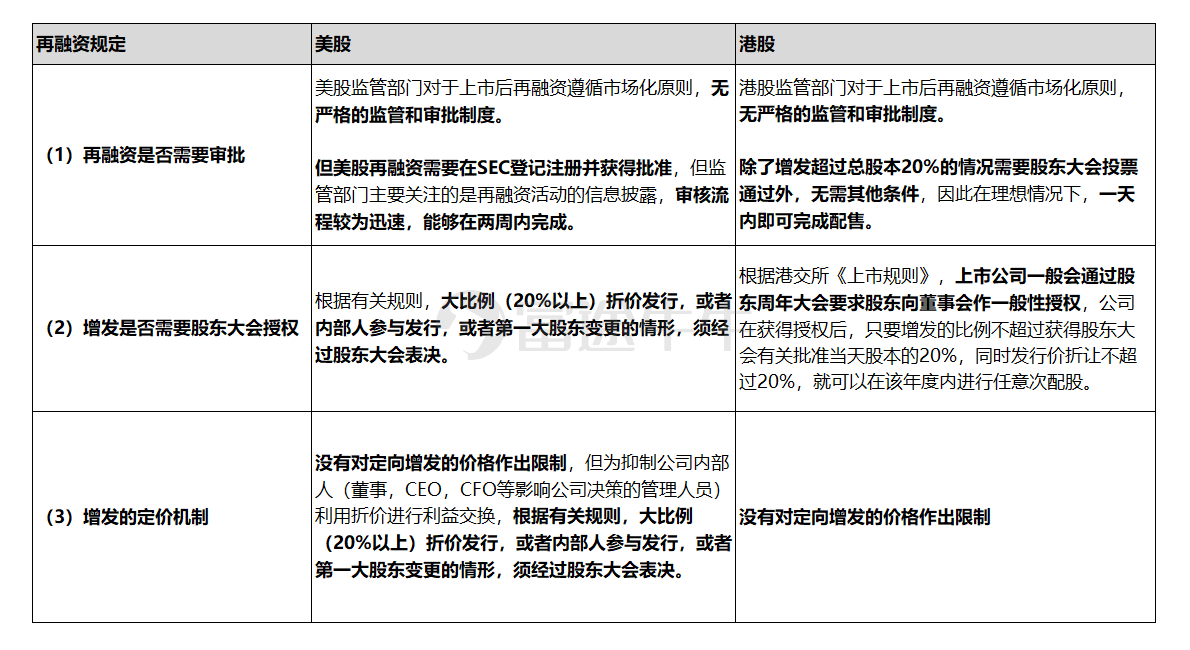 再融资规定
美股
港股
（1）再融资是否需要审批
美股监管部门对于上市后再融资遵循市场化原则，无
严格的监管和审批制度。
但美股再融资需要在SEC登记注册并获得批准，但监
管部门主要关注的是再融资活动的信息披露，审核流
程较为迅速，能够在两周内完成。
港股监管部门对于上市后再融资遵循市场化原则，
无严格的监管和审批制度。
除了增发超过总股本20%的情况需要股东大会投票
通过外，无需其他条件，因此在理想情况下，一天
内即可完成配售。
（2）增发是否需要股东大会授权
根据有关规则，大比例（20%以上）折价发行，或者
内部人参与发行，或者第一大股东变更的情形，须经
过股东大会表决。
根据港交所《上市规则》，上市公司一般会通过股
东周年大会要求股东向董事会作一般性授权，公司
在获得授权后，只要增发的比例不超过获得股东大
会有关批准当天股本的20%，同时发行价折让不超
过20%，就可以在该年度内进行任意次配股。
（3）增发的定价机制
没有对定向增发的价格作出限制，但为抑制公司内部
人（董事，CEO，CFO等影响公司决策的管理人员）
利用折价进行利益交换，根据有关规则，大比例
（20%以上）折价发行，或者内部人参与发行，或者
第一大股东变更的情形，须经过股东大会表决。
没有对定向增发的价格作出限制
富途牛牛